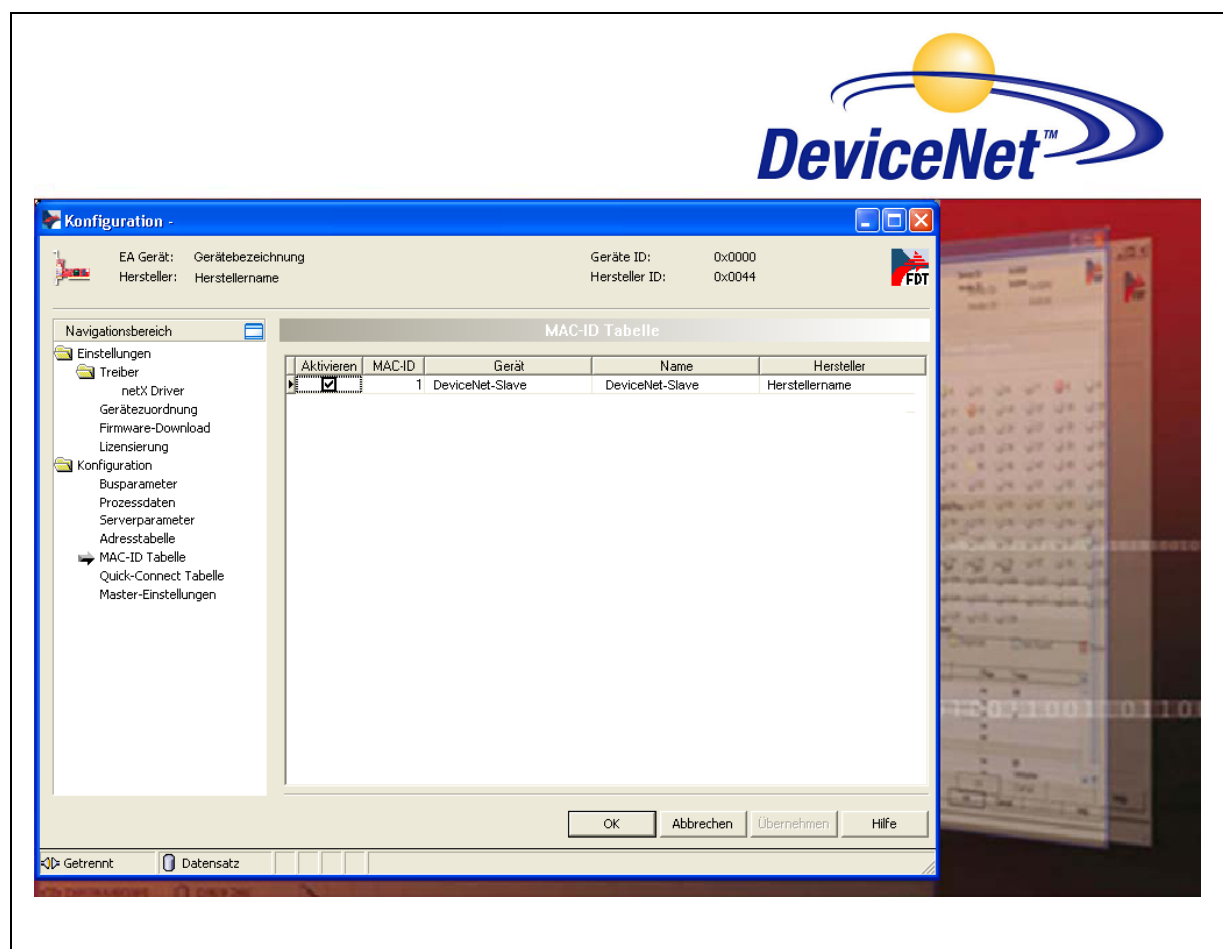 DeviceNet™
Konfiguration -
EA Gerät: Gerätebezeichnung Geräte ID: 0x0000
Hersteller: Herstellername Hersteller ID: 0x0044
FDT
Navigationsbereich
MAC-ID Tabelle
Einstellungen
Treiber
netX Driver
Gerätezuordnung
Firmware-Download
Lizensierung
Konfiguration
Busparameter
Prozessdaten
Serverparameter
Adresstabelle
MAC-ID Tabelle
Quick-Connect Tabelle
Master-Einstellungen
Aktivieren MAC-ID Gerät Name Hersteller
1 DeviceNet-Slave DeviceNet-Slave Herstellername
OK Abbrechen Übernehmen Hilfe
Getrennt Datensatz